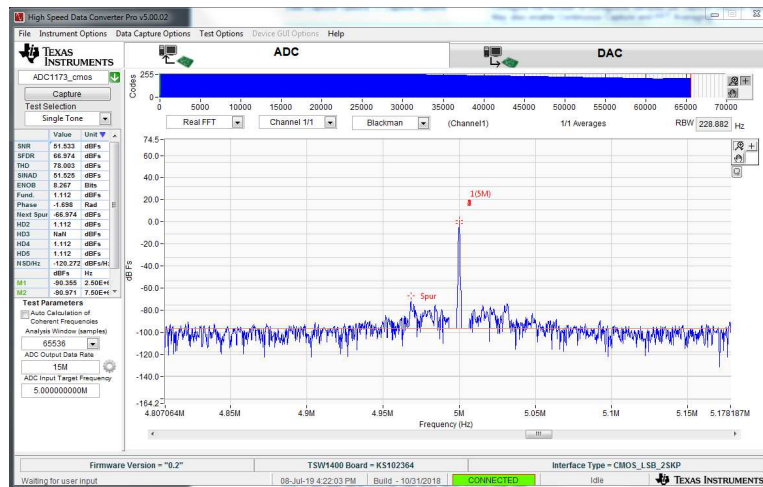 High Speed Data Converter Pro v5.00.02
File Instrument Options Data Capture Options Test Options Device GUI Options Help
TEXAS INSTRUMENTS
ADC
DAC
ADC1173_cmos
Capture
Test Selection
Single Tone
Value Unit
SNR 51.533 dBFs
SFDR 66.974 dBFs
THD 78.003 dBFs
SINAD 51.525 dBFs
ENOB 8.267 Bits
Fund. 1.112 dBFs
Phase -1.698 Rad
Next Spur -66.974 dBFs
HD2 1.112 dBFs
HD3 NaN dBFs
HD4 1.112 dBFs
HD5 1.112 dBFs
NSD/Hz -120.272 dBFs/H:
dBFs Hz
M1 -90.355 2.50E+6
M2 -90.971 7.50E+6
Test Parameters
Auto Calculation of
Coherent Frequencies
Analysis Window (samples)
65536
ADC Output Data Rate
15M
ADC Input Target Frequency
5.000000000M
Codes
255-
0-
0 5000 10000 15000 20000 25000 30000 35000 40000 45000 50000 55000 60000 65000 70000
Real FFT Channel 1/1 Blackman (Channel1) 1/1 Averages RBW 228.882 Hz
dBFs
74.5-
60.0-
40.0-
20.0-
0.0-
-20.0-
-40.0-
-60.0-
-80.0-
-100.0-
-120.0-
-140.0-
-164.2-
1(5M)
Spur
4.807064M 4.85M 4.9M 4.95M 5M 5.05M 5.1M 5.15M 5.178187M
Frequency (Hz)
Firmware Version = "0.2" TSW1400 Board = KS102364 Interface Type = CMOS_LSB_2SKP
Waiting for user input 08-Jul-19 4:22:03 PM Build - 10/31/2018 CONNECTED Idle TEXAS INSTRUMENTS